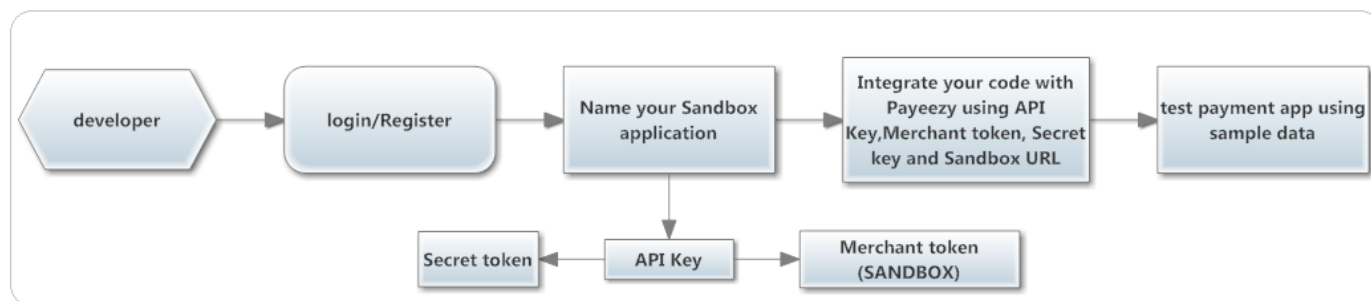 developer
login/Register
Name your Sandbox
application
Integrate your code with
Payeezy using API
Key,Merchant token, Secret
key and Sandbox URL
test payment app using
sample data
Secret token
API Key
Merchant token
(SANDBOX)